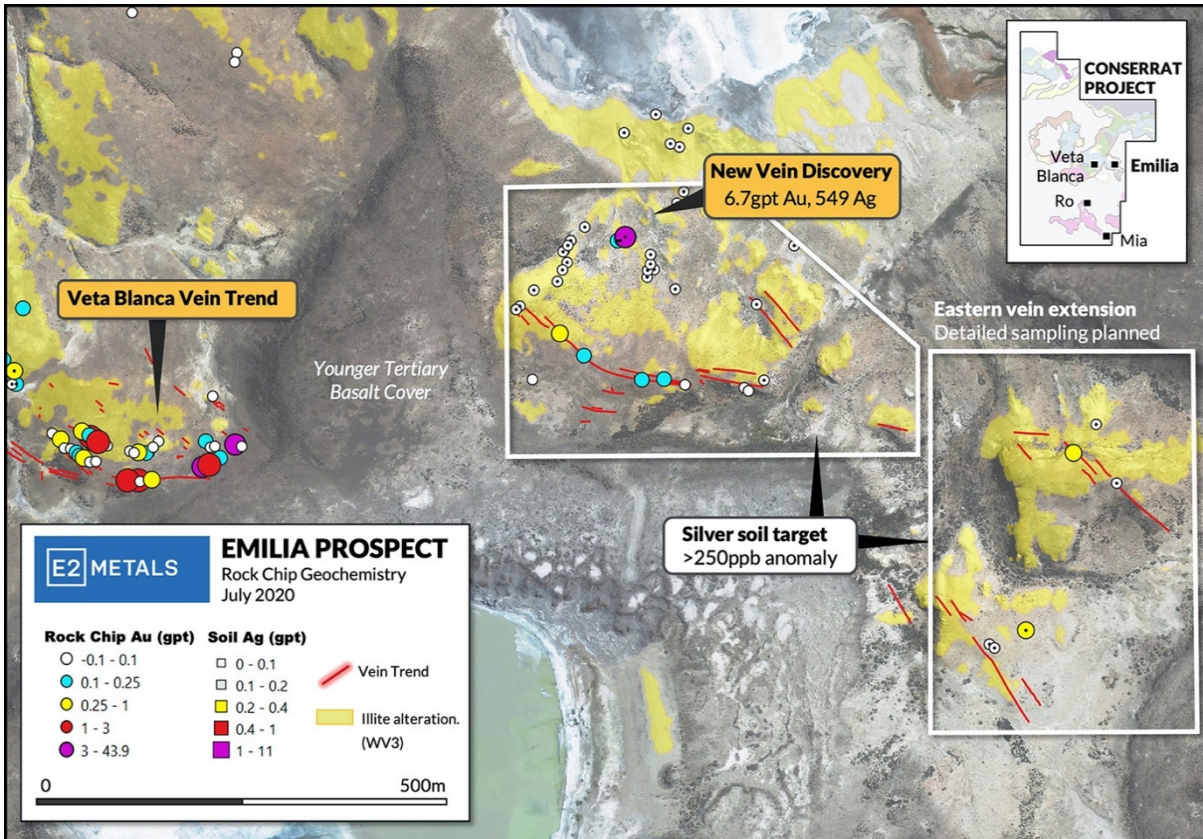 New Vein Discovery
6.7gpt Au, 549 Ag
CONSERRAT
PROJECT
Veta
Blanca
Emilia
Ro
Mia
Veta Blanca Vein Trend
Younger Tertiary
Basalt Cover
Eastern vein extension
Detailed sampling planned
Silver soil target
>250ppb anomaly
E2 METALS
EMILIA PROSPECT
Rock Chip Geochemistry
July 2020
Rock Chip Au (gpt)
-0.1 - 0.1
0.1 - 0.25
0.25 - 1
1 - 3
3 - 43.9
Soil Ag (gpt)
0 - 0.1
0.1 - 0.2
0.2 - 0.4
0.4 - 1
1 - 11
Vein Trend
Illite alteration.
(WV3)
0
500m